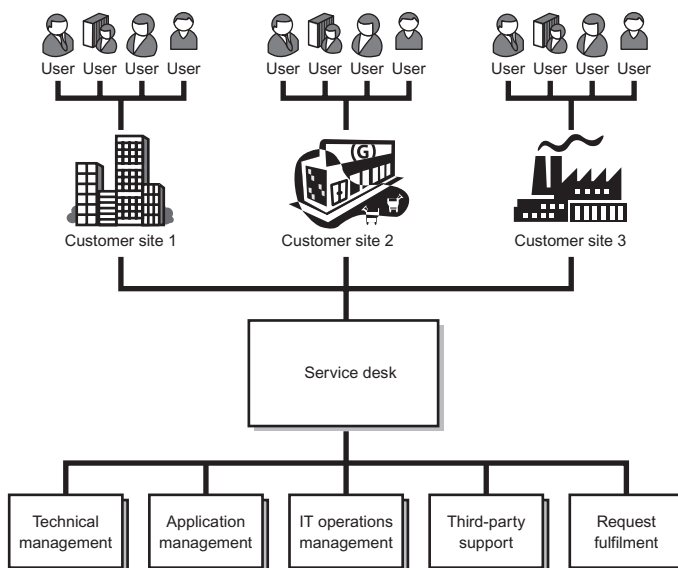 User User User User
User User User User
User User User User
G
Customer site 1
Customer site 2
Customer site 3
Service desk
Technical
management
Application
management
IT operations
management
Third-party
support
Request
fulfilment